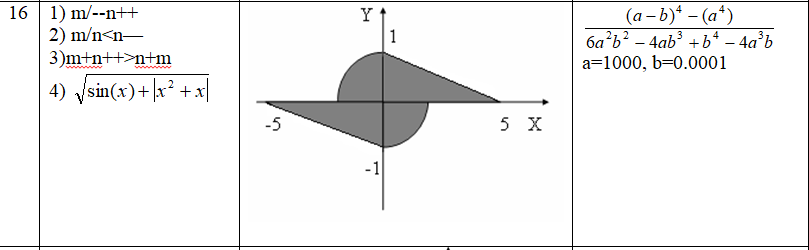 16
1) m/--n++
2) m/n<n—
3)m+n++>n+m
4) √(sin(x)+|x²+x|)
Y
1
-5
5 X
-1
(a−b)⁴−(a⁴)
6a²b²−4ab³+b⁴−4a³b
a=1000, b=0.0001